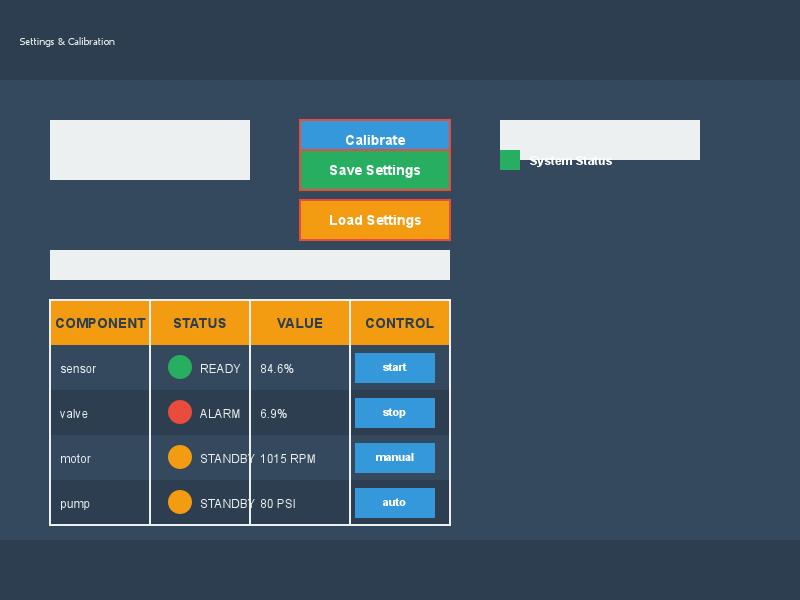 Settings & Calibration
Calibrate
Save Settings
System Status
Load Settings
COMPONENT STATUS VALUE CONTROL
sensor READY 84.6% start
valve ALARM 6.9% stop
motor STANDBY 1015 RPM manual
pump STANDBY 80 PSI auto